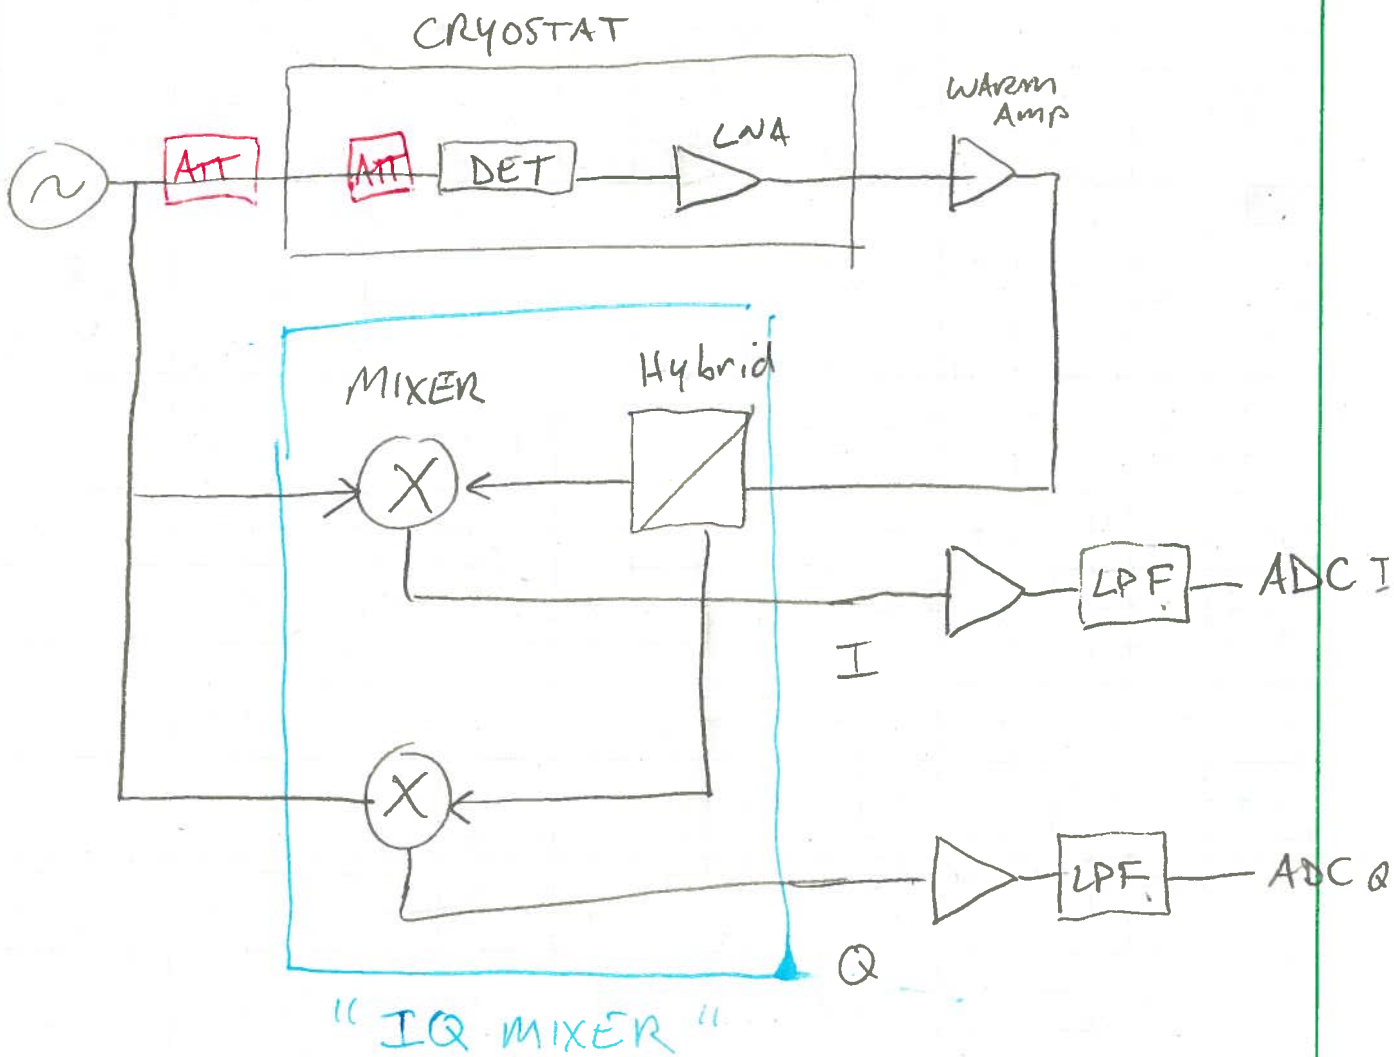 CRYOSTAT
WARM
AMP
LNA
ATT
ATT
DET
Hybrid
MIXER
X
LPF
ADC I
I
X
LPF
ADC Q
Q
"IQ MIXER"